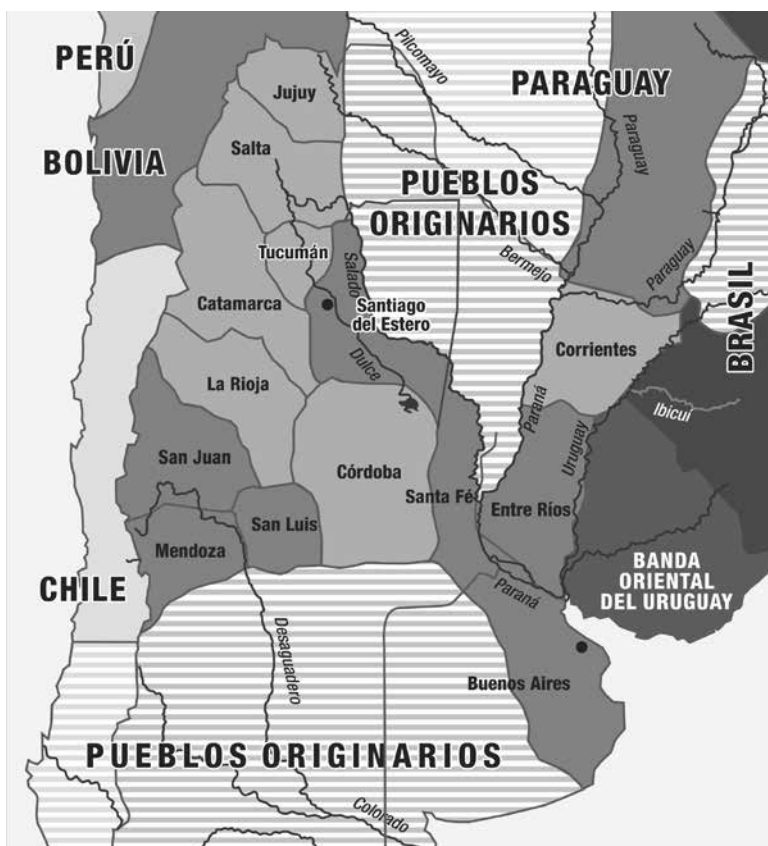 PERÚ
Jujuy
Pilcomayo
PARAGUAY
Paraguay
BOLIVIA
Salta
PUEBLOS
ORIGINARIOS
Tucumán
Salado
Bermejo
Paraguay
Catamarca
Santiago
del Estero
BRASIL
Dulce
Corrientes
La Rioja
Paraná
Ibicuí
Uruguay
San Juan
Córdoba
Santa Fé
Entre Ríos
San Luis
Mendoza
CHILE
BANDA
ORIENTAL
DEL URUGUAY
Paraná
Desaguadero
Buenos Aires
PUEBLOS ORIGINARIOS
Colorado